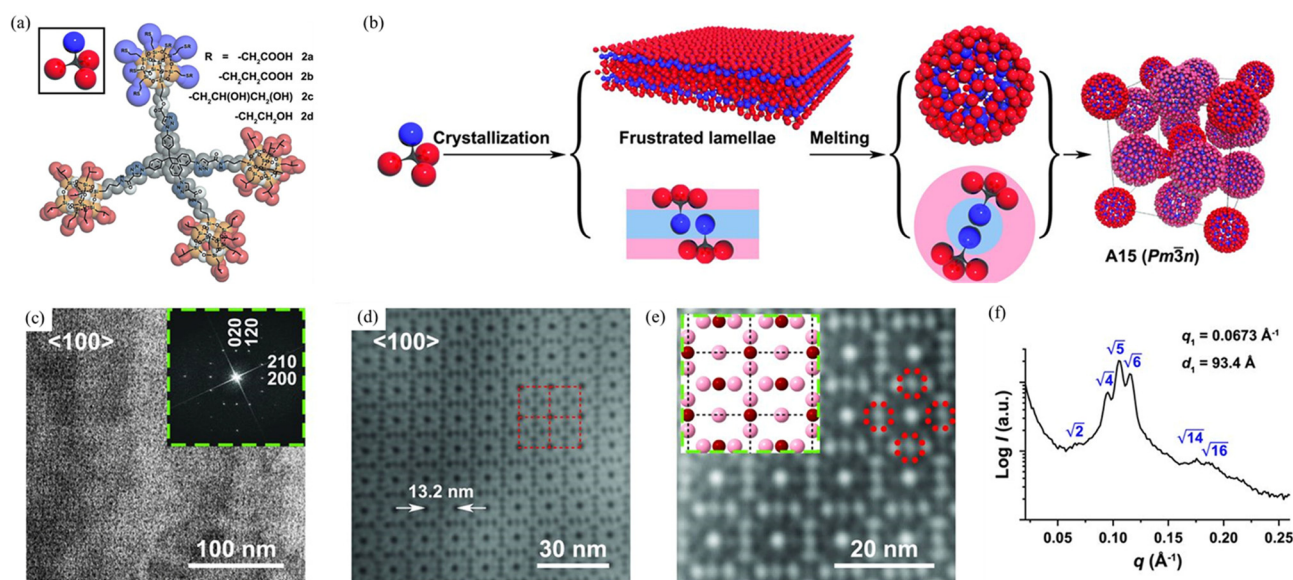 (a)
R = -CH₂COOH 2a
-CH₂CH₂COOH 2b
-CH₂CH(OH)CH₂(OH) 2c
-CH₂CH₂OH 2d
(b)
Crystallization
Frustrated lamellae
Melting
A15 (Pm3̄n)
(c)
<100>
020
120
210
200
100 nm
(d)
<100>
13.2 nm
30 nm
(e)
20 nm
(f)
q₁ = 0.0673 Å⁻¹
d₁ = 93.4 Å
√2
√4
√5
√6
√14
√16
Log I (a.u.)
0.05 0.10 0.15 0.20 0.25
q (Å⁻¹)